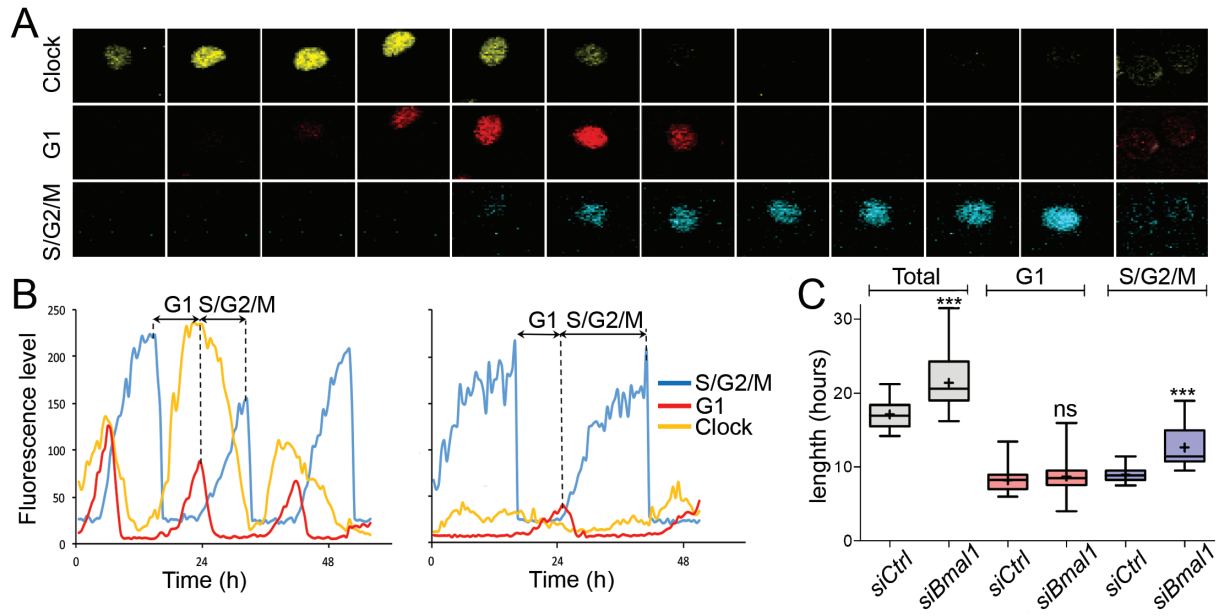 A
Clock
G1
S/G2/M
B
G1 S/G2/M
250
200
150
100
50
0
Fluorescence level
0 24 48
Time (h)
G1 S/G2/M
S/G2/M
G1
Clock
0 24 48
Time (h)
C
Total G1 S/G2/M
***
ns
***
30
20
10
0
lenghth (hours)
siCtrl siBmal1 siCtrl siBmal1 siCtrl siBmal1